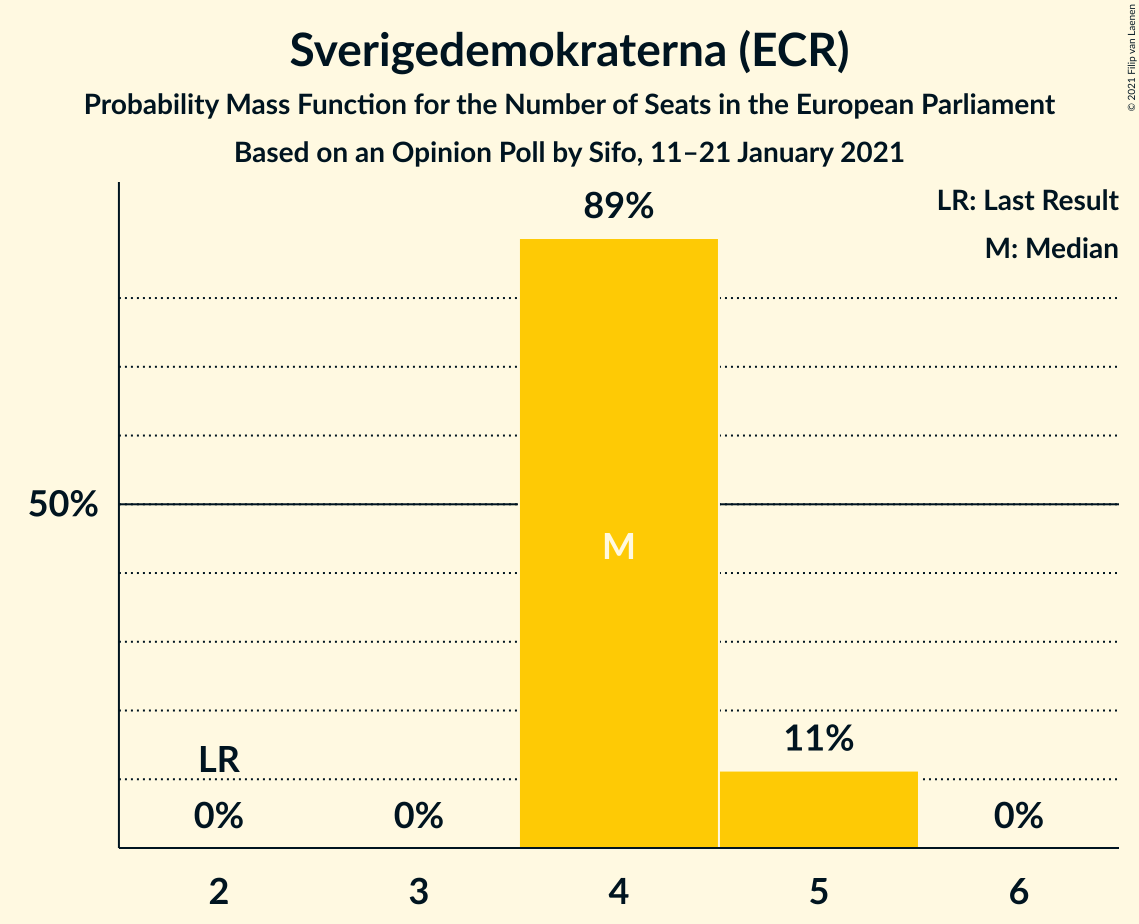 Sverigedemokraterna (ECR)
Probability Mass Function for the Number of Seats in the European Parliament
Based on an Opinion Poll by Sifo, 11–21 January 2021
© 2021 Filip van Laenen
LR: Last Result
M: Median
89%
50%
M
11%
LR
0%
0%
0%
2
3
4
5
6